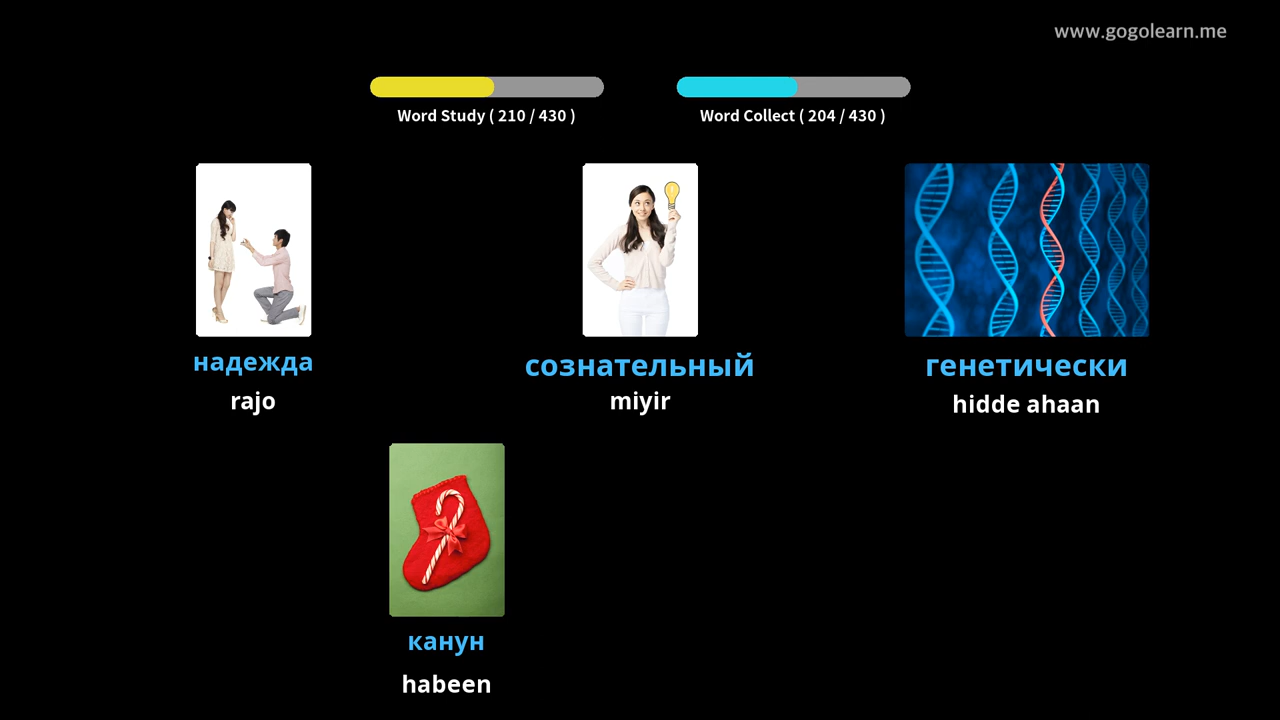 www.gogolearn.me
Word Study ( 210 / 430 )
Word Collect ( 204 / 430 )
надежда
rajo
сознательный
miyir
генетически
hidde ahaan
канун
habeen